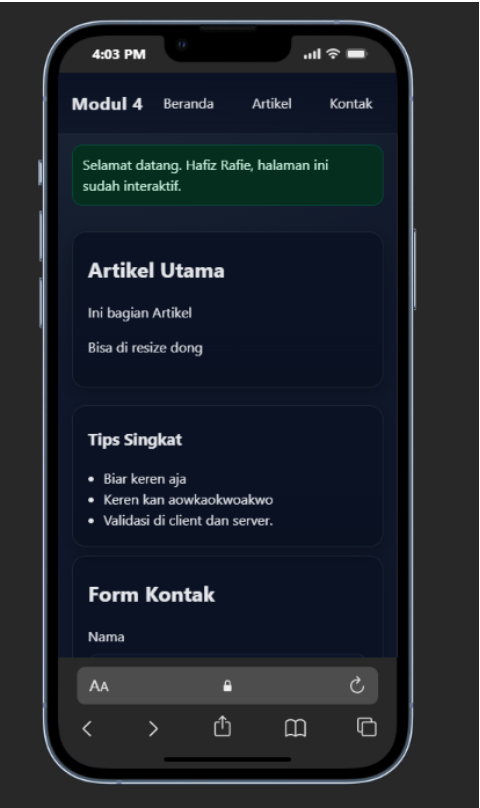 4:03 PM
Modul 4 Beranda Artikel Kontak
Selamat datang. Hafiz Rafie, halaman ini
sudah interaktif.
Artikel Utama
Ini bagian Artikel
Bisa di resize dong
Tips Singkat
• Biar keren aja
• Keren kan aowkaokwoakwo
• Validasi di client dan server.
Form Kontak
Nama
AA